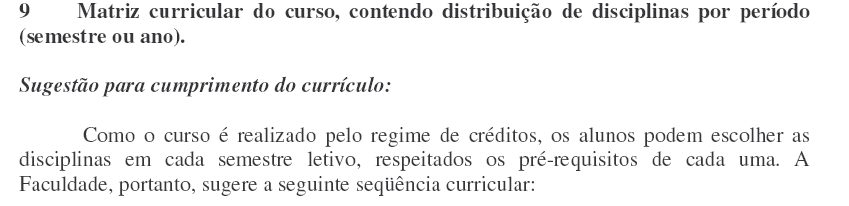 9 Matriz curricular do curso, contendo distribuição de disciplinas por período
(semestre ou ano).
Sugestão para cumprimento do currículo:
Como o curso é realizado pelo regime de créditos, os alunos podem escolher as
disciplinas em cada semestre letivo, respeitados os pré-requisitos de cada uma. A
Faculdade, portanto, sugere a seguinte seqüência curricular: